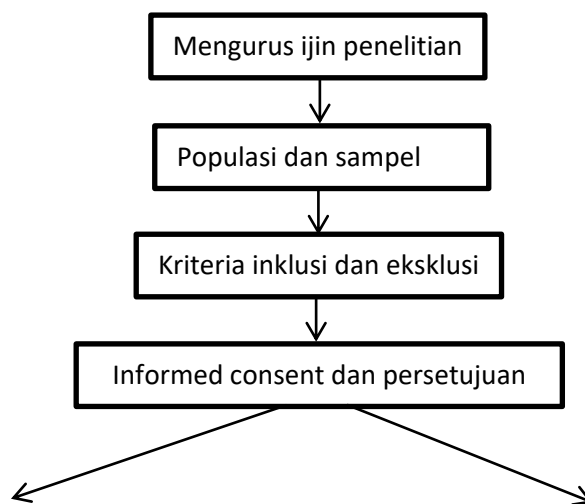 Mengurus ijin penelitian
Populasi dan sampel
Kriteria inklusi dan eksklusi
Informed consent dan persetujuan